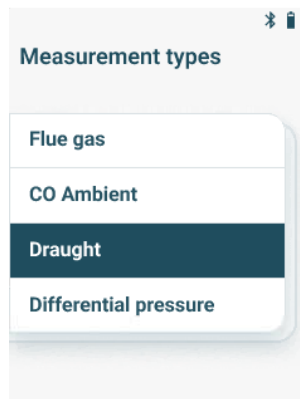 Measurement types
Flue gas
CO Ambient
Draught
Differential pressure